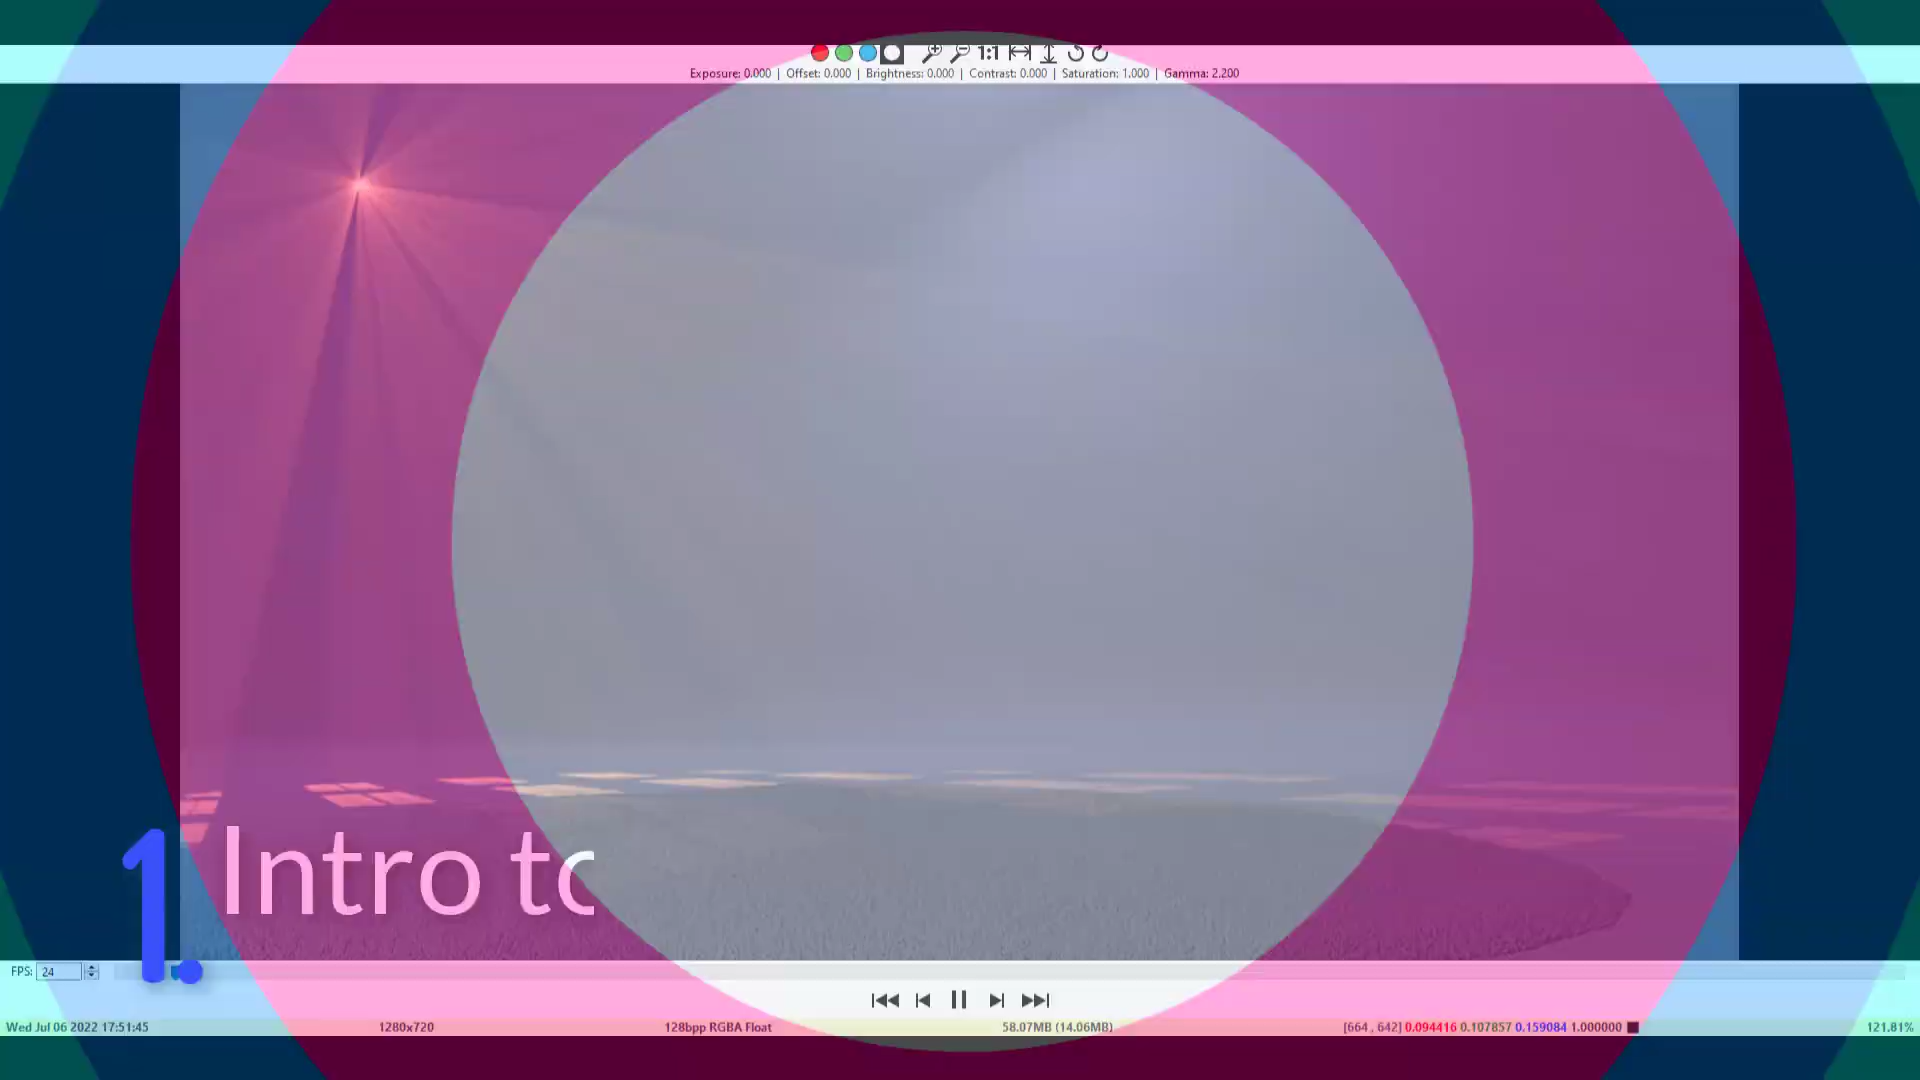 1:1
Exposure: 0.000 | Offset: 0.000 | Brightness: 0.000 | Contrast: 0.000 | Saturation: 1.000 | Gamma: 2.200
1. Intro to
FPS: 24
Wed Jul 06 2022 17:51:45 1280x720 128bpp RGBA Float 58.07MB (14.06MB) [664 , 642] 0.094416 0.107857 0.159084 1.000000 121.81%